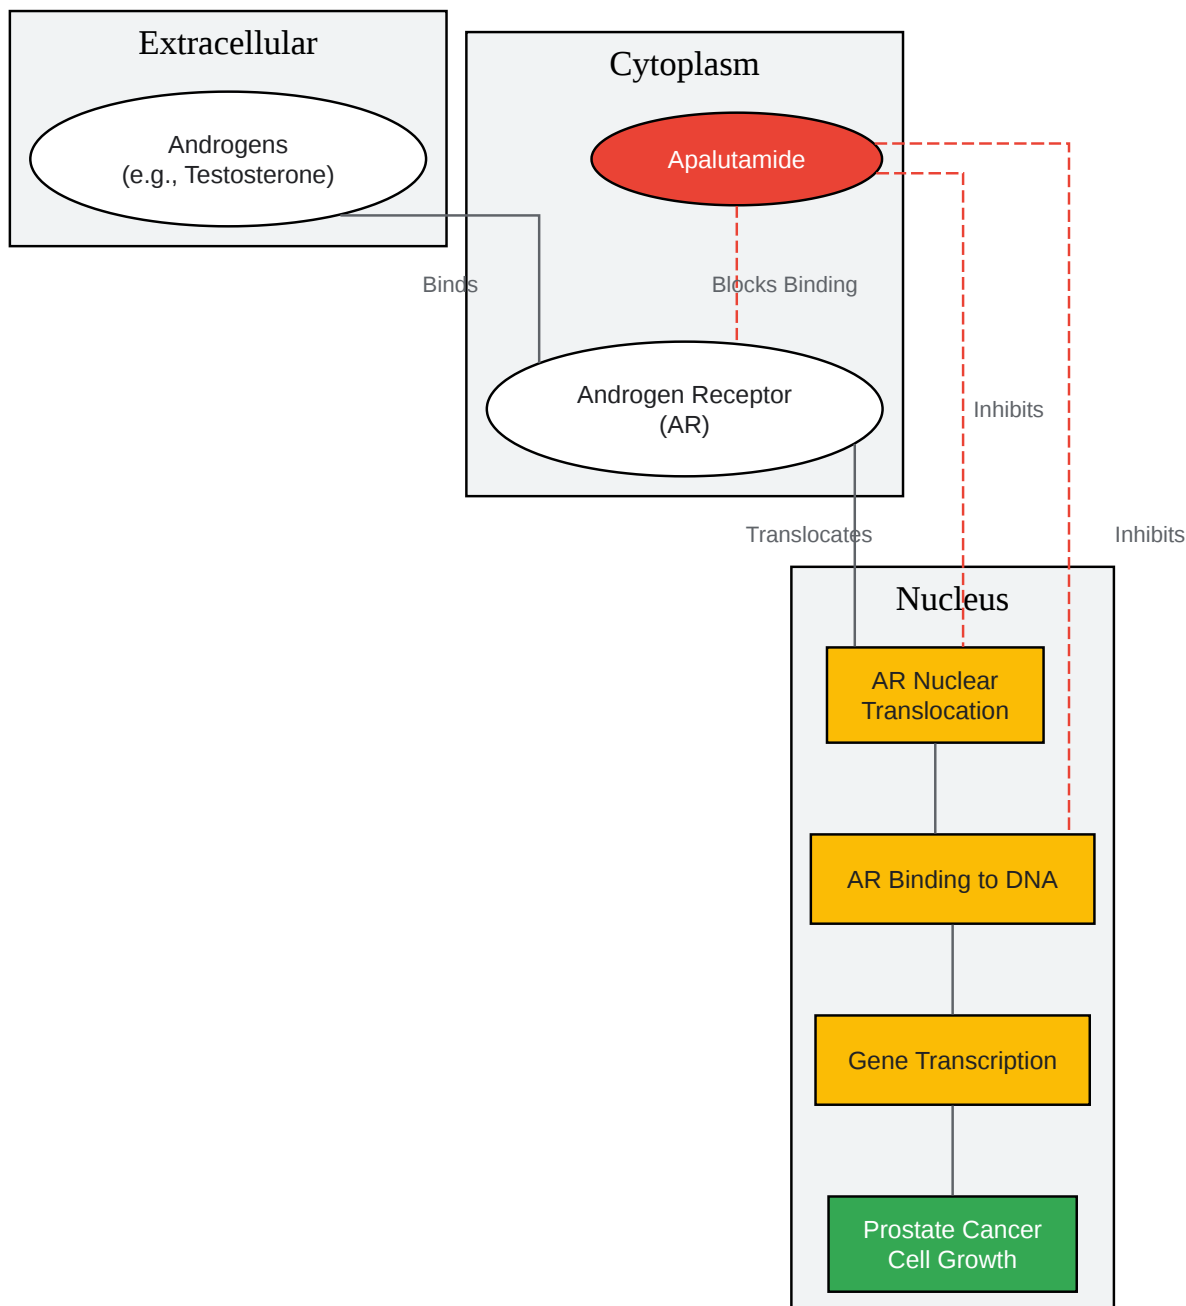 Extracellular
Cytoplasm
Androgens
(e.g., Testosterone)
Apalutamide
Binds
Blocks Binding
Androgen Receptor
(AR)
Inhibits
Translocates
Inhibits
Nucleus
AR Nuclear
Translocation
AR Binding to DNA
Gene Transcription
Prostate Cancer
Cell Growth